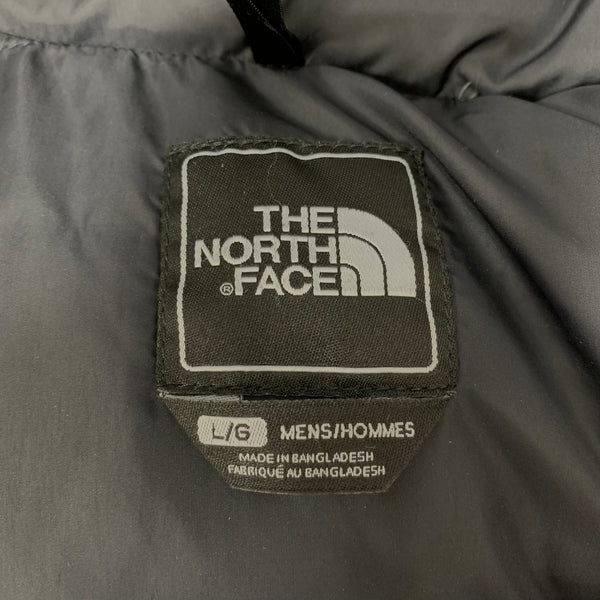 THE
NORTH
® FACE
L/G MENS/HOMMES
MADE IN BANGLADESH
FABRIQUÉ AU BANGLADESH